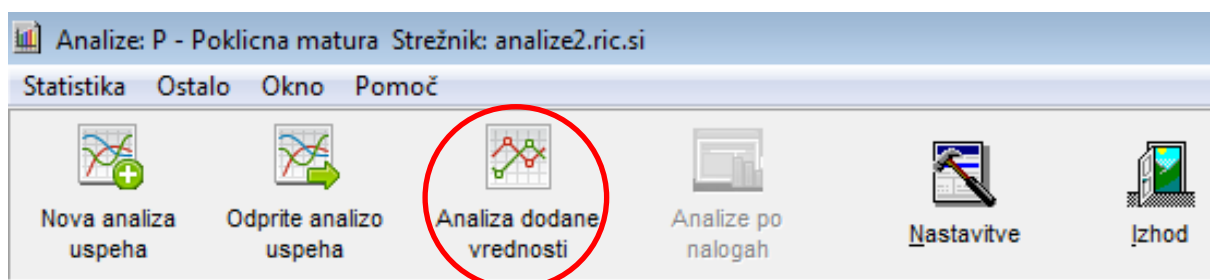 Analize: P - Poklicna matura Strežnik: analize2.ric.si
Statistika Ostalo Okno Pomoč
Nova analiza uspeha
Odprite analizo uspeha
Analiza dodane vrednosti
Analize po nalogah
Nastavitve
Izhod